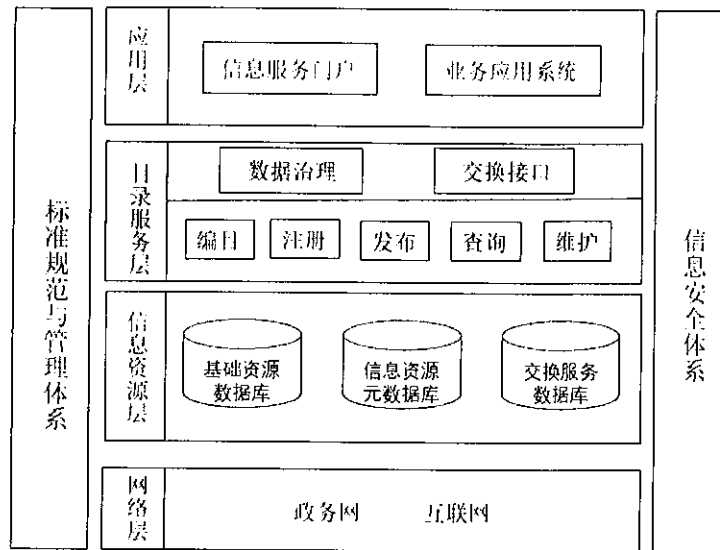 标准规范与管理体系
应用层
信息服务门户
业务应用系统
目录服务层
数据治理
交换接口
编目
注册
发布
查询
维护
信息资源层
基础资源
数据库
信息资源
元数据库
交换服务
数据库
网络层
政务网
互联网
信息安全体系